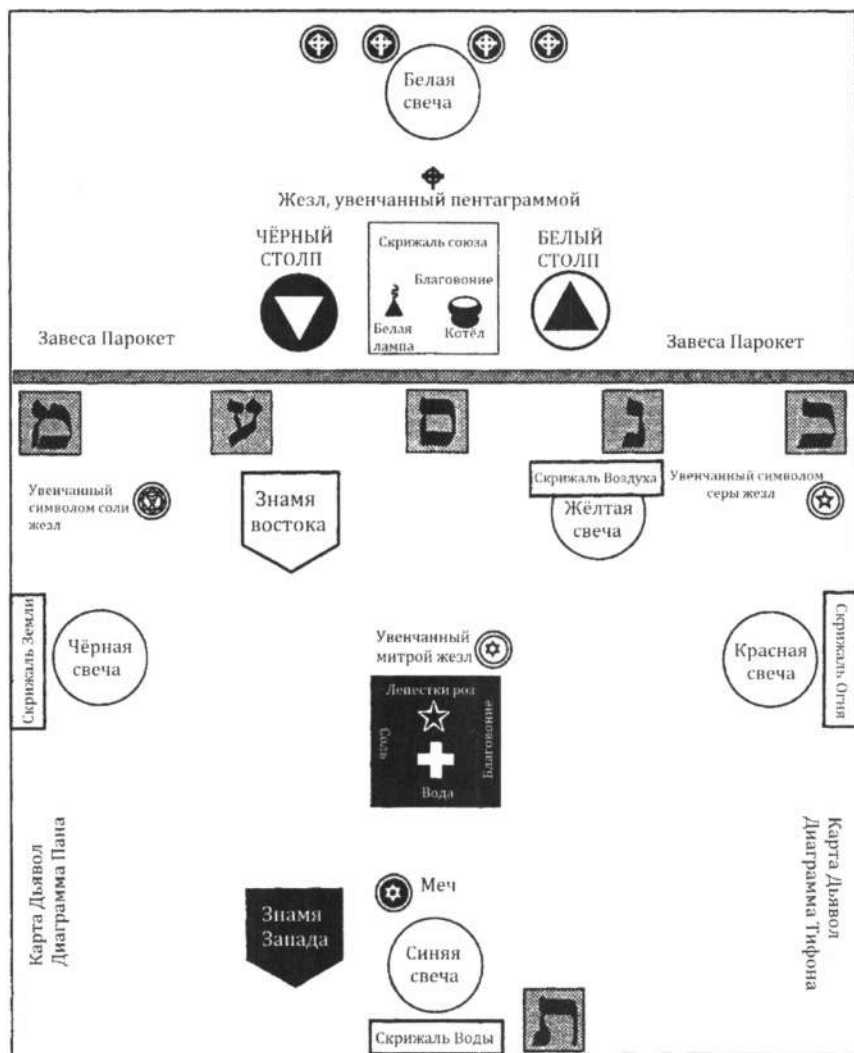 Белая
свеча
Жезл, увенчанный пентаграммой
ЧЁРНЫЙ
СТОЛП
Скрижаль союза
Благовоние
Белая
лампа
Котёл
БЕЛЫЙ
СТОЛП
Завеса Парокет
Завеса Парокет
מ
ע
ם
נ
כ
Увенчанный
символом соли
жезл
Знамя
востока
Скрижаль Воздуха
Жёлтая
свеча
Увенчанный символом
серы жезл
Скрижаль Земли
Чёрная
свеча
Увенчанный
митрой жезл
Красная
свеча
Скрижаль Огня
Лепестки роз
Соль
Благовоние
Вода
Карта Дьявол
Диаграмма Пана
Карта Дьявол
Диаграмма Тифона
Знамя
Запада
Меч
Синяя
свеча
Скрижаль Воды
ת